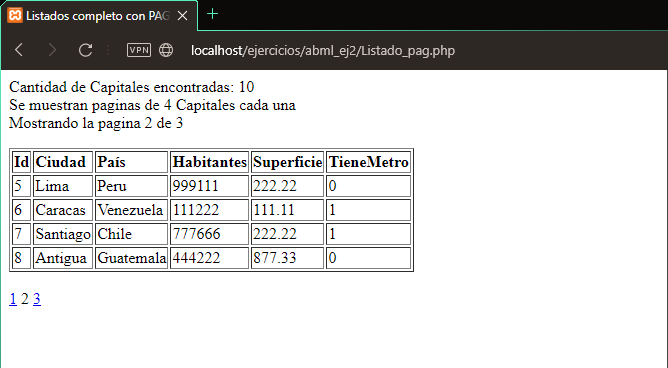 Listados completo con PAG
VPN localhost/ejercicios/abml_ej2/Listado_pag.php
Cantidad de Capitales encontradas: 10
Se muestran paginas de 4 Capitales cada una
Mostrando la pagina 2 de 3
Id Ciudad País Habitantes Superficie TieneMetro
5 Lima Peru 999111 222.22 0
6 Caracas Venezuela 111222 111.11 1
7 Santiago Chile 777666 222.22 1
8 Antigua Guatemala 444222 877.33 0
1 2 3